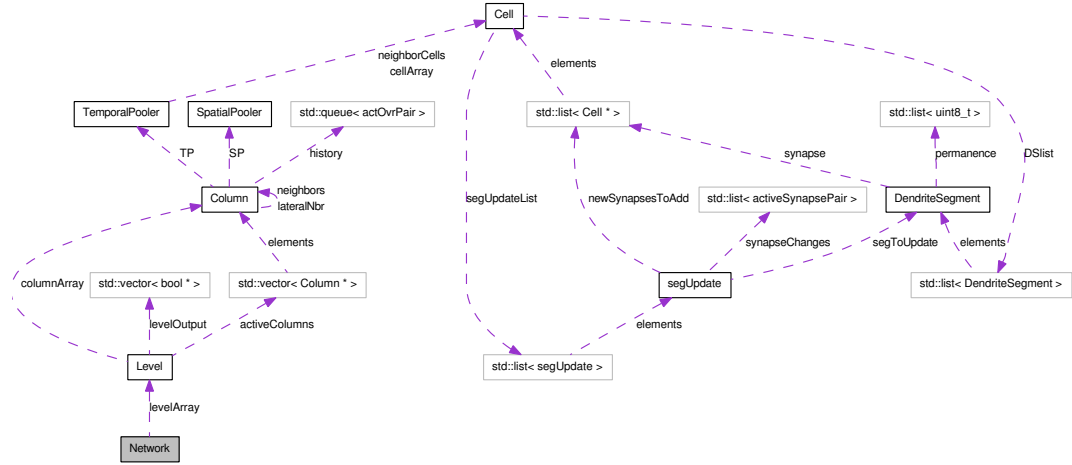 Cell
neighborCells
cellArray
elements
TemporalPooler
SpatialPooler
std::queue< actOvrPair >
std::list< Cell * >
std::list< uint8_t >
TP
SP
history
synapse
permanence
DSlist
neighbors
lateralNbr
Column
segUpdateList
newSynapsesToAdd
std::list< activeSynapsePair >
DendriteSegment
elements
synapseChanges
segToUpdate
elements
columnArray
std::vector< bool * >
std::vector< Column * >
segUpdate
std::list< DendriteSegment >
levelOutput
activeColumns
elements
Level
std::list< segUpdate >
levelArray
Network